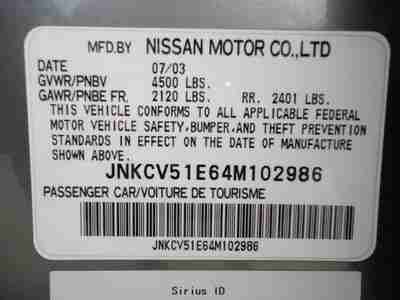 MFD.BY NISSAN MOTOR CO.,LTD
DATE 07/03
GVWR/PNBV 4500 LBS.
GAWR/PNBE FR. 2120 LBS. RR. 2401 LBS.
THIS VEHICLE CONFORMS TO ALL APPLICABLE FEDERAL
MOTOR VEHICLE SAFETY,BUMPER,AND THEFT PREVENTION
STANDARDS IN EFFECT ON THE DATE OF MANUFACTURE
SHOWN ABOVE.
JNKCV51E64M102986
PASSENGER CAR/VOITURE DE TOURISME
JNKCV51E64M102986
Sirius ID